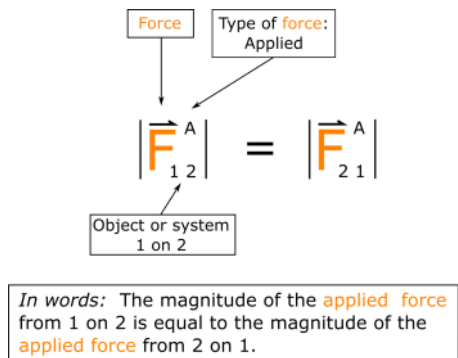 Force
Type of force:
Applied
|F⃗ A 1 2| = |F⃗ A 2 1|
Object or system
1 on 2
In words: The magnitude of the applied force
from 1 on 2 is equal to the magnitude of the
applied force from 2 on 1.